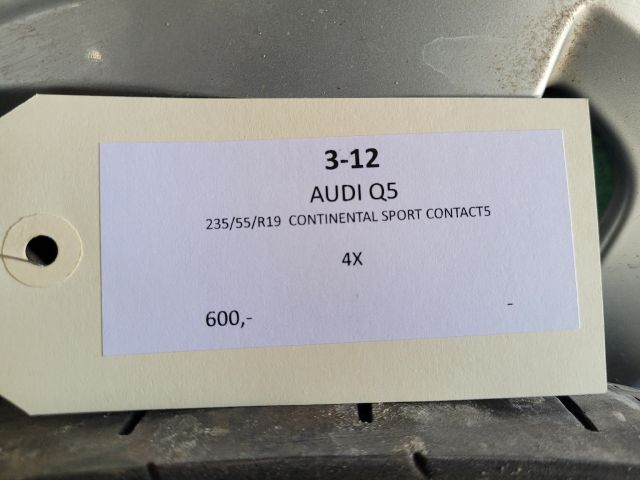 3-12
AUDI Q5
235/55/R19 CONTINENTAL SPORT CONTACT5
4X
600,- -